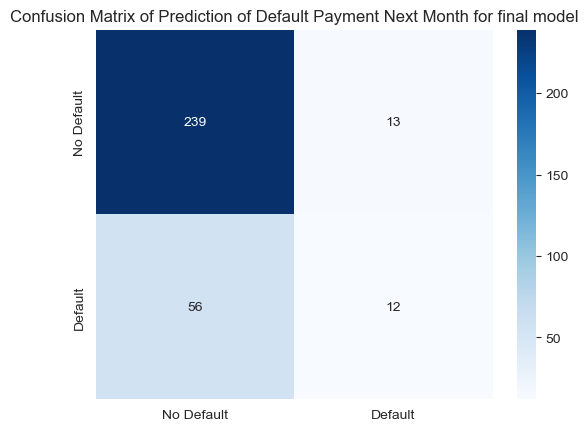 Confusion Matrix of Prediction of Default Payment Next Month for final model
No Default
239
13
Default
56
12
No Default
Default
200
150
100
50